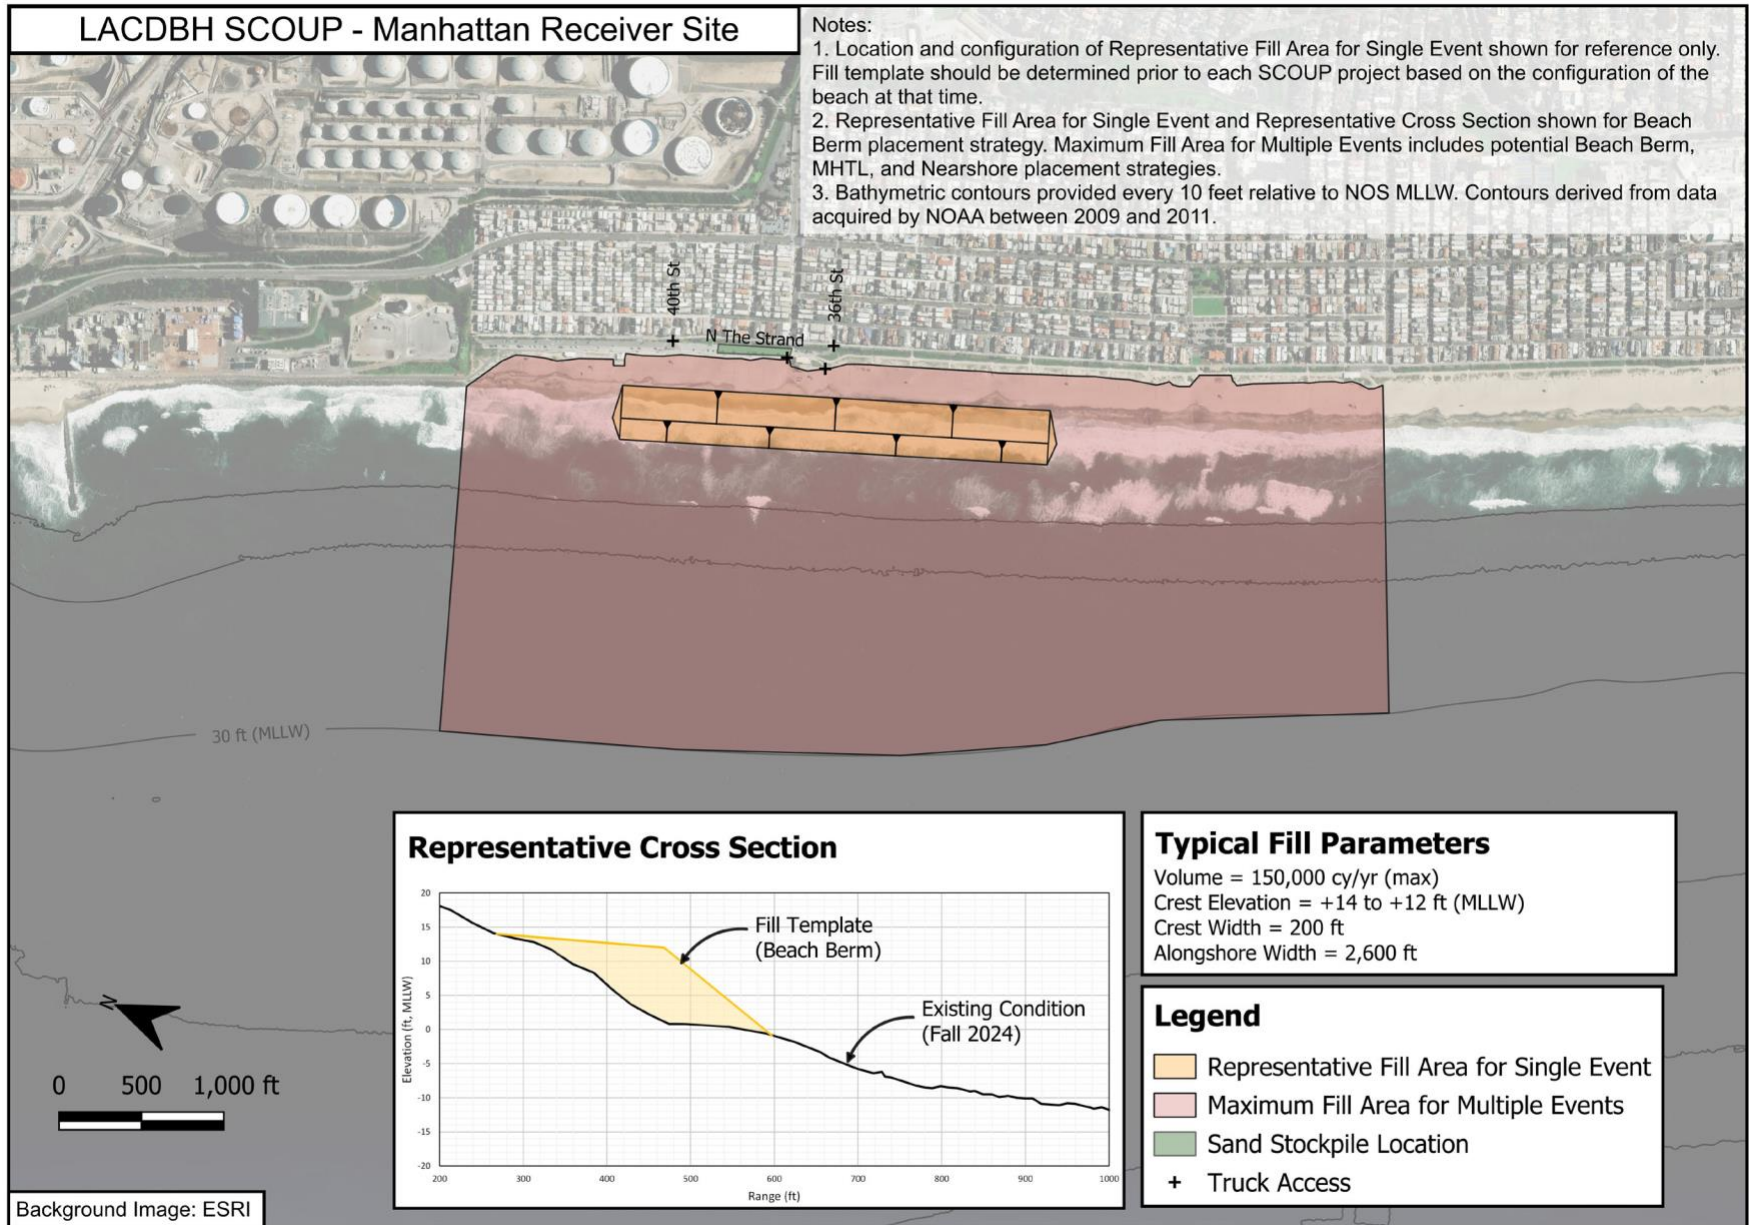 LACDBH SCOUP - Manhattan Receiver Site
Notes:
1. Location and configuration of Representative Fill Area for Single Event shown for reference only.
Fill template should be determined prior to each SCOUP project based on the configuration of the
beach at that time.
2. Representative Fill Area for Single Event and Representative Cross Section shown for Beach
Berm placement strategy. Maximum Fill Area for Multiple Events includes potential Beach Berm,
MHTL, and Nearshore placement strategies.
3. Bathymetric contours provided every 10 feet relative to NOS MLLW. Contours derived from data
acquired by NOAA between 2009 and 2011.
40th St
36th St
N The Strand
30 ft (MLLW)
N
0 500 1,000 ft
Background Image: ESRI
Representative Cross Section
20
15
10
5
0
-5
-10
-15
-20
Elevation (ft, MLLW)
Fill Template
(Beach Berm)
Existing Condition
(Fall 2024)
200 300 400 500 600 700 800 900 1000
Range (ft)
Typical Fill Parameters
Volume = 150,000 cy/yr (max)
Crest Elevation = +14 to +12 ft (MLLW)
Crest Width = 200 ft
Alongshore Width = 2,600 ft
Legend
Representative Fill Area for Single Event
Maximum Fill Area for Multiple Events
Sand Stockpile Location
+ Truck Access